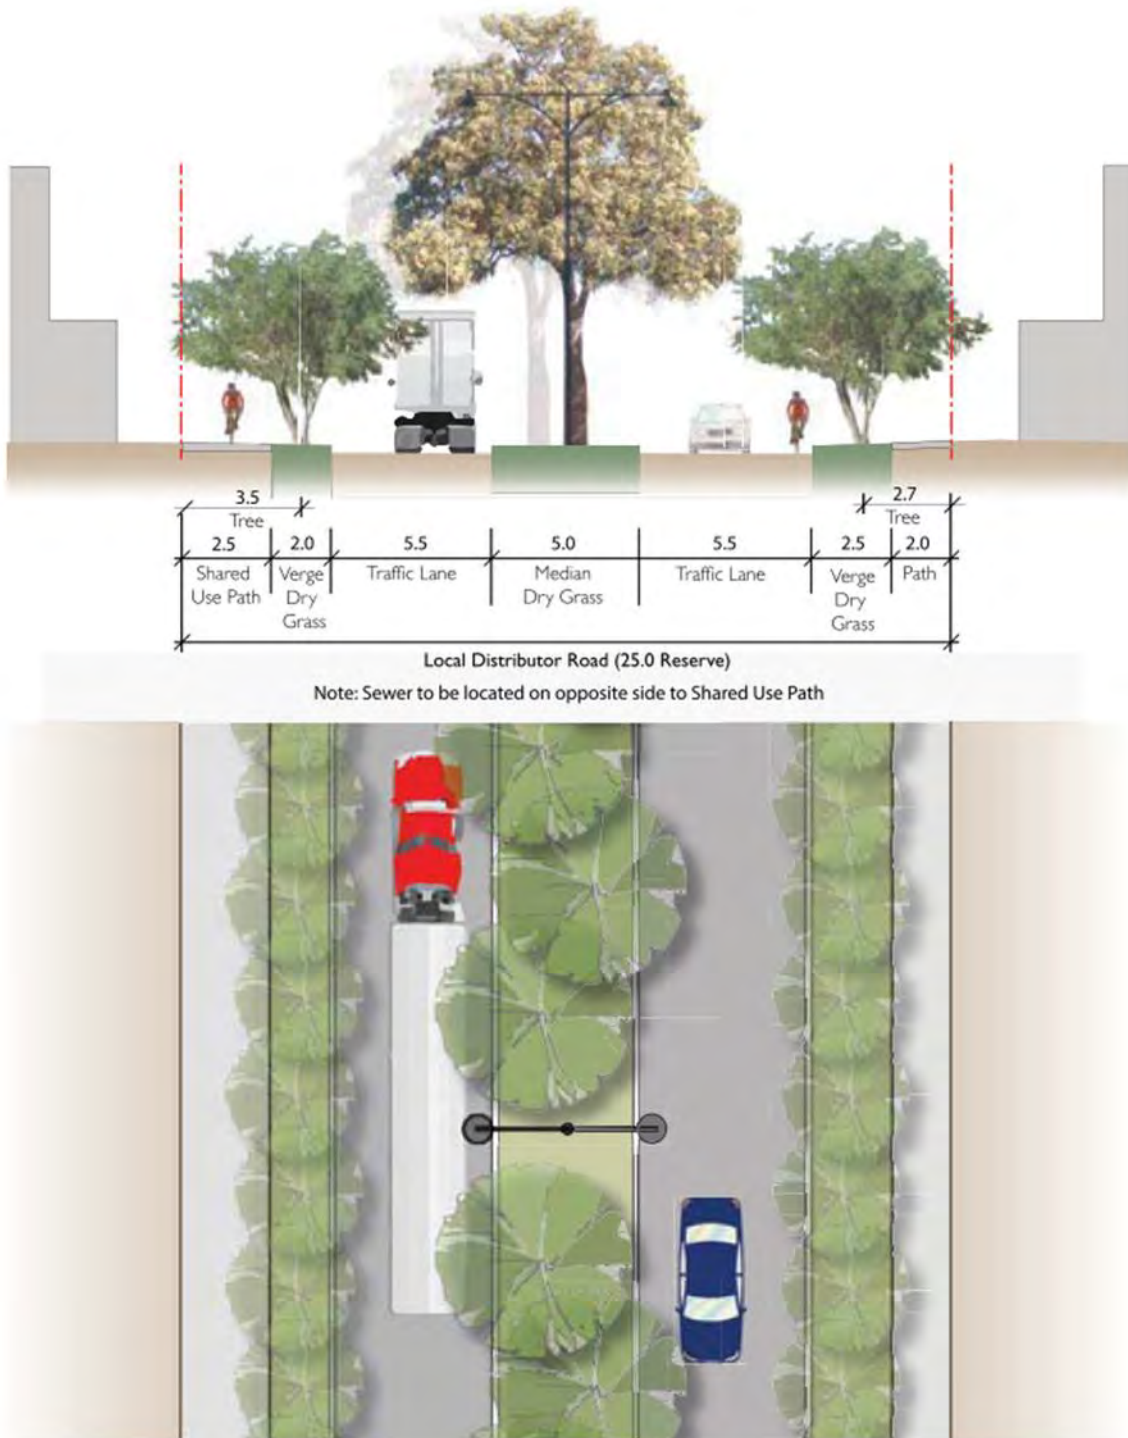 3.5
Tree
2.7
Tree
2.5
2.0
5.5
5.0
5.5
2.5
2.0
Shared
Use Path
Verge
Dry
Grass
Traffic Lane
Median
Dry Grass
Traffic Lane
Verge
Dry
Grass
Path
Local Distributor Road (25.0 Reserve)
Note: Sewer to be located on opposite side to Shared Use Path